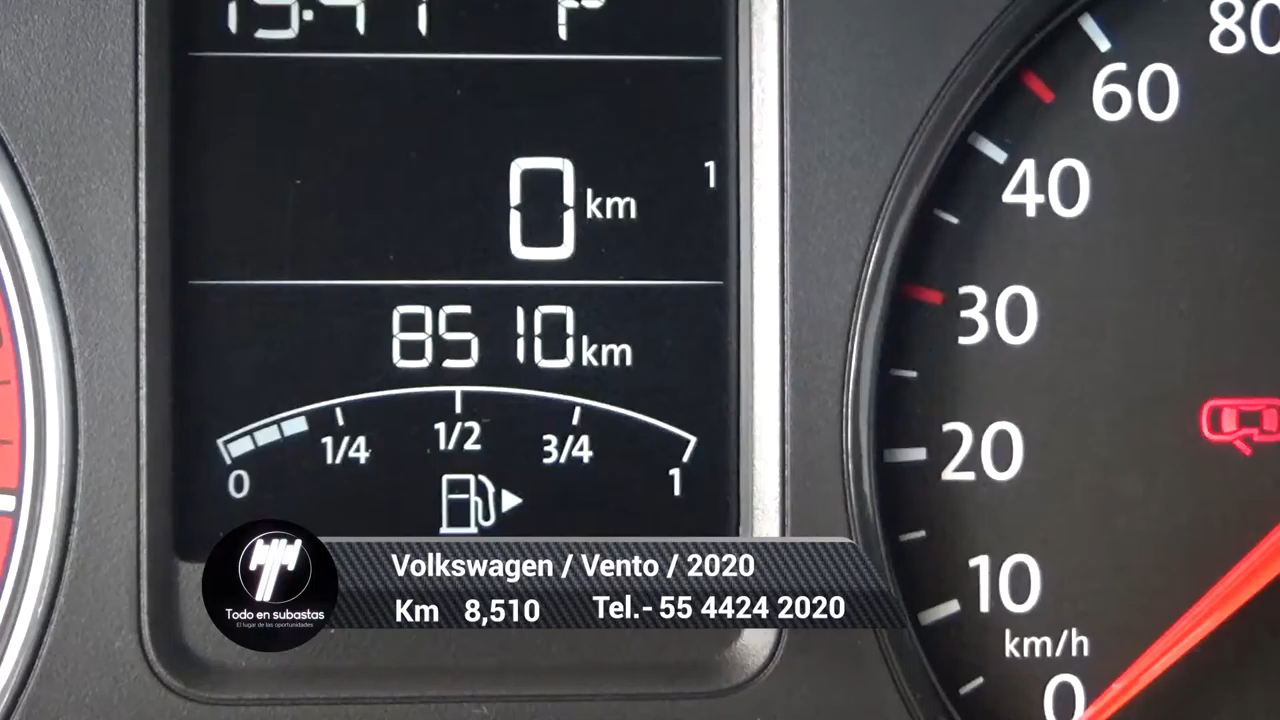 80
60
0 km 1
40
8510 km
30
1/4 1/2 3/4
0 1
20
10
km/h
0
Volkswagen / Vento / 2020
Km 8,510 Tel.- 55 4424 2020
Todo en subastas
El lugar de las oportunidades